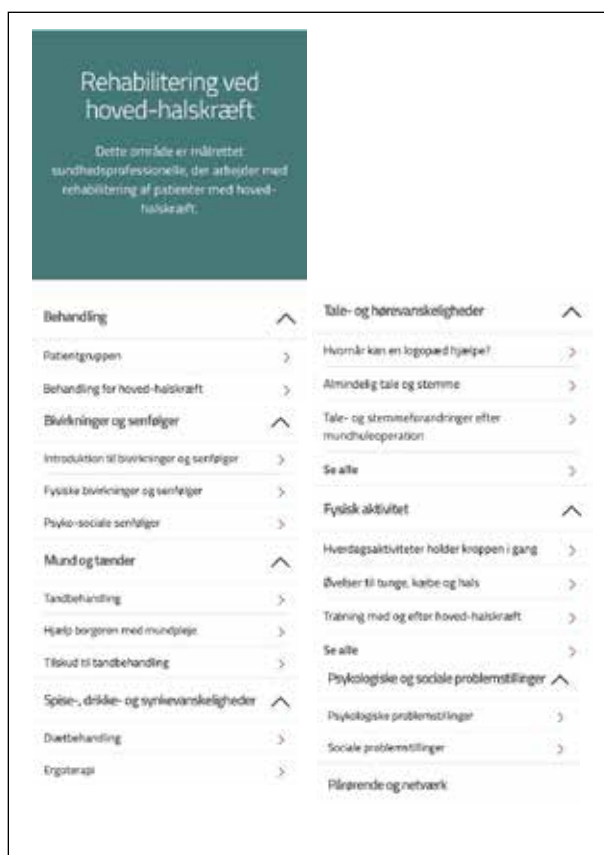 Rehabilitering ved
hoved-halskræft
Dette område er målrettet
sundhedsprofessionelle, der arbejder med
rehabilitering af patienter med hoved-
halskræft.
Behandling
Patientgruppen
Behandling for hoved-halskræft
Bivirkninger og senfølger
Introduktion til bivirkninger og senfølger
Fysiske bivirkninger og senfølger
Psyko-sociale senfølger
Mund og tænder
Tandbehandling
Hjælp borgeren med mundpleje
Tilskud til tandbehandling
Spise-, drikke- og synkevanskeligheder
Diætbehandling
Ergoterapi
Tale- og hørevanskeligheder
Hvornår kan en logopæd hjælpe?
Almindelig tale og stemme
Tale- og stemmeforandringer efter
mundhuleoperation
Se alle
Fysisk aktivitet
Hverdagsaktiviteter holder kroppen i gang
Øvelser til tunge, kæbe og hals
Træning med og efter hoved-halskræft
Se alle
Psykologiske og sociale problemstillinger
Psykologiske problemstillinger
Sociale problemstillinger
Pårørende og netværk